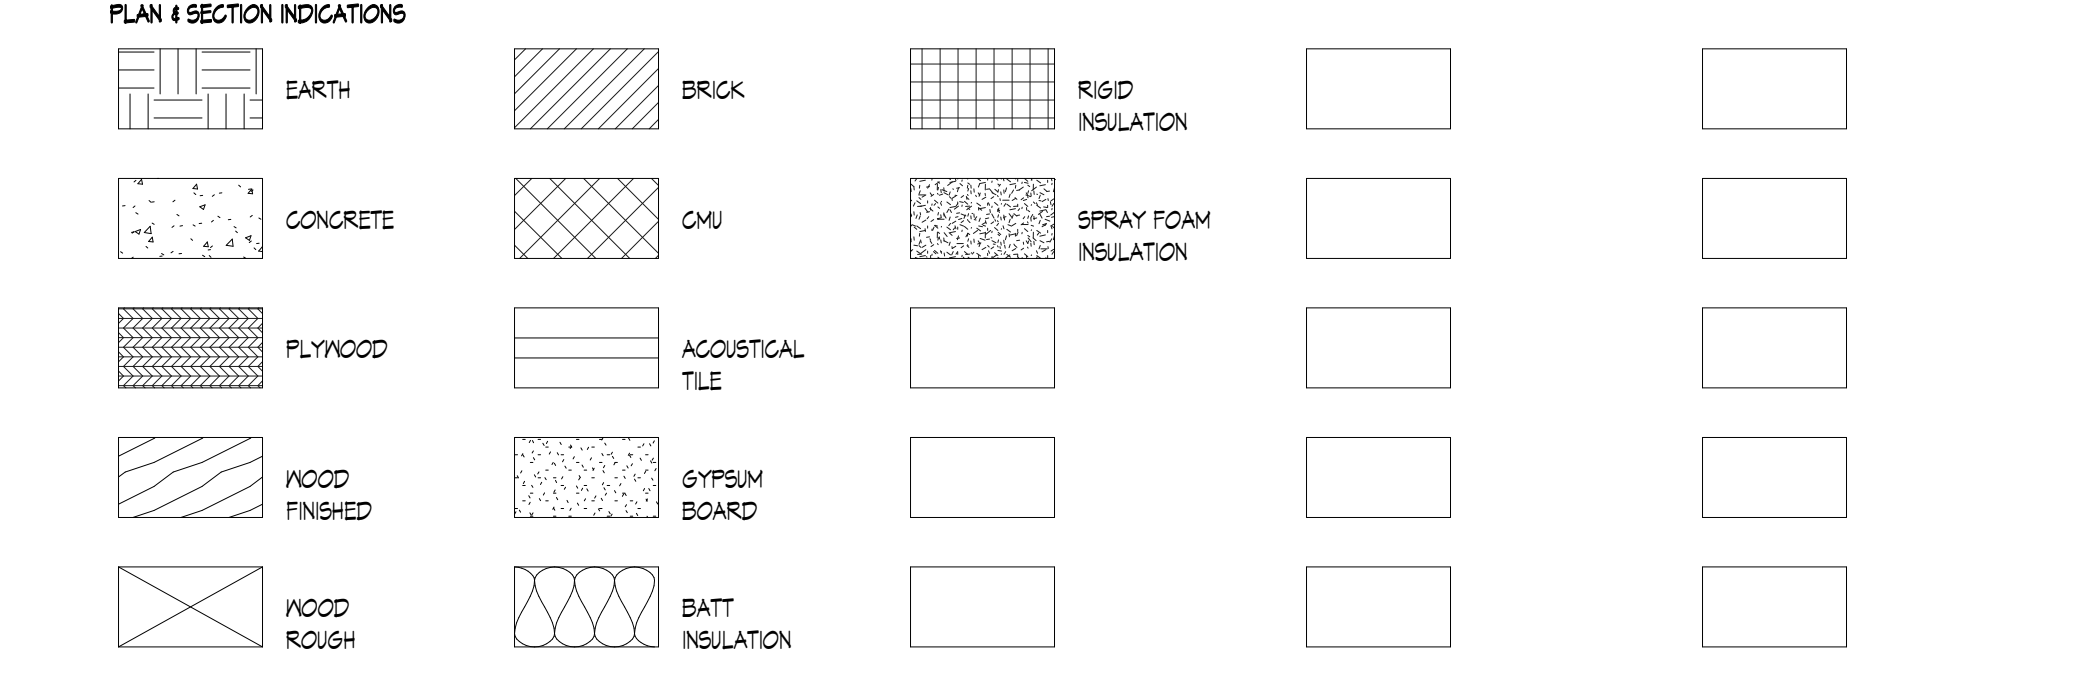 PLAN & SECTION INDICATIONS
EARTH
BRICK
RIGID
INSULATION
CONCRETE
CMU
SPRAY FOAM
INSULATION
PLYWOOD
ACOUSTICAL
TILE
WOOD
FINISHED
GYPSUM
BOARD
WOOD
ROUGH
BATT
INSULATION